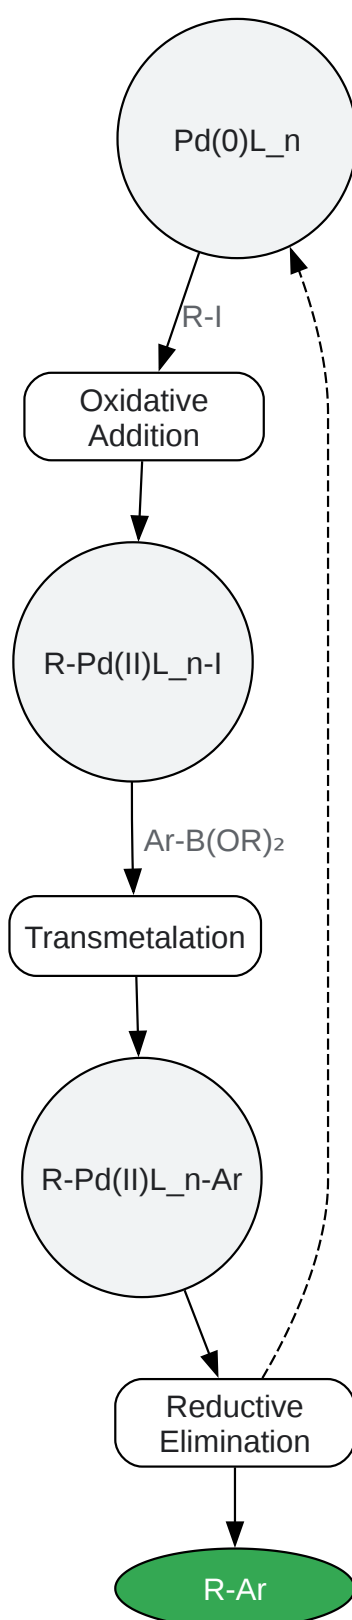 Pd(0)L_n
R-I
Oxidative
Addition
R-Pd(II)L_n-I
Ar-B(OR)₂
Transmetalation
R-Pd(II)L_n-Ar
Reductive
Elimination
R-Ar